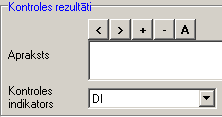 Kontroles rezultāti
< > + - A
Apraksts
Kontroles
indikators
DI